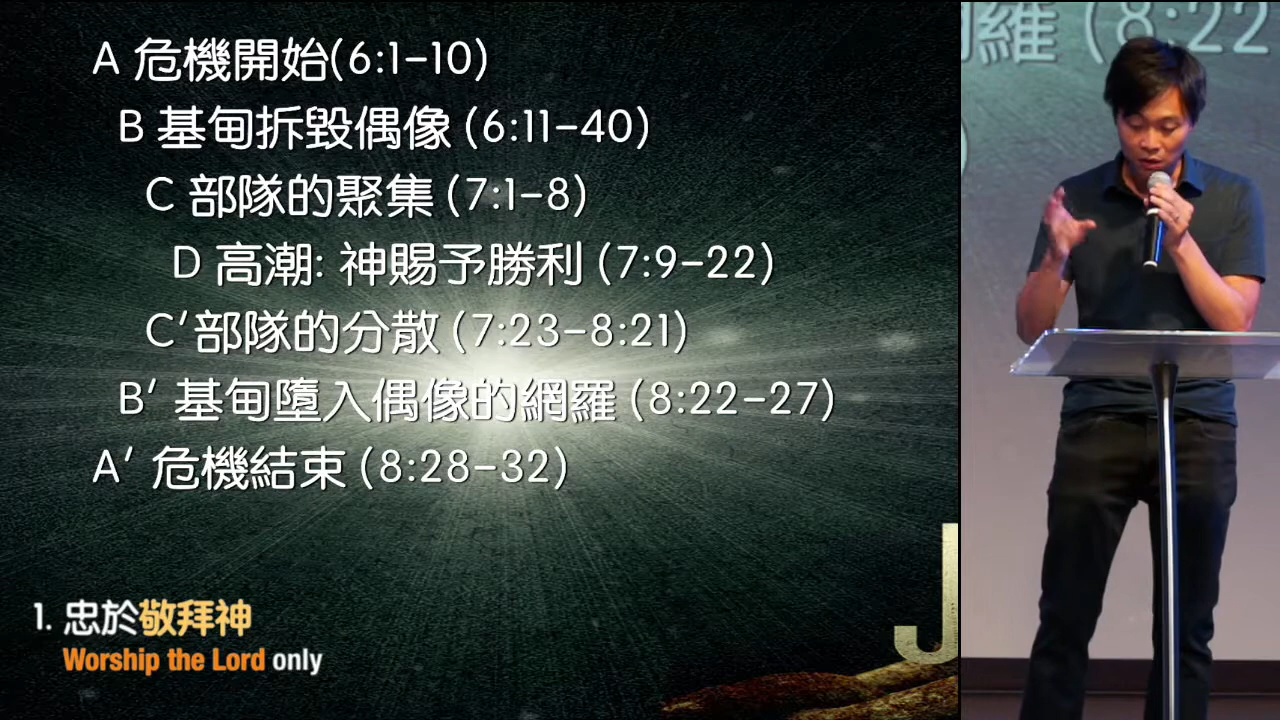 A 危機開始(6:1-10)
B 基甸拆毀偶像 (6:11-40)
C 部隊的聚集 (7:1-8)
D 高潮: 神賜予勝利 (7:9-22)
C' 部隊的分散 (7:23-8:21)
B' 基甸墮入偶像的網羅 (8:22-27)
A' 危機結束 (8:28-32)
1. 忠於敬拜神
Worship the Lord only
J
羅 (8:22
)